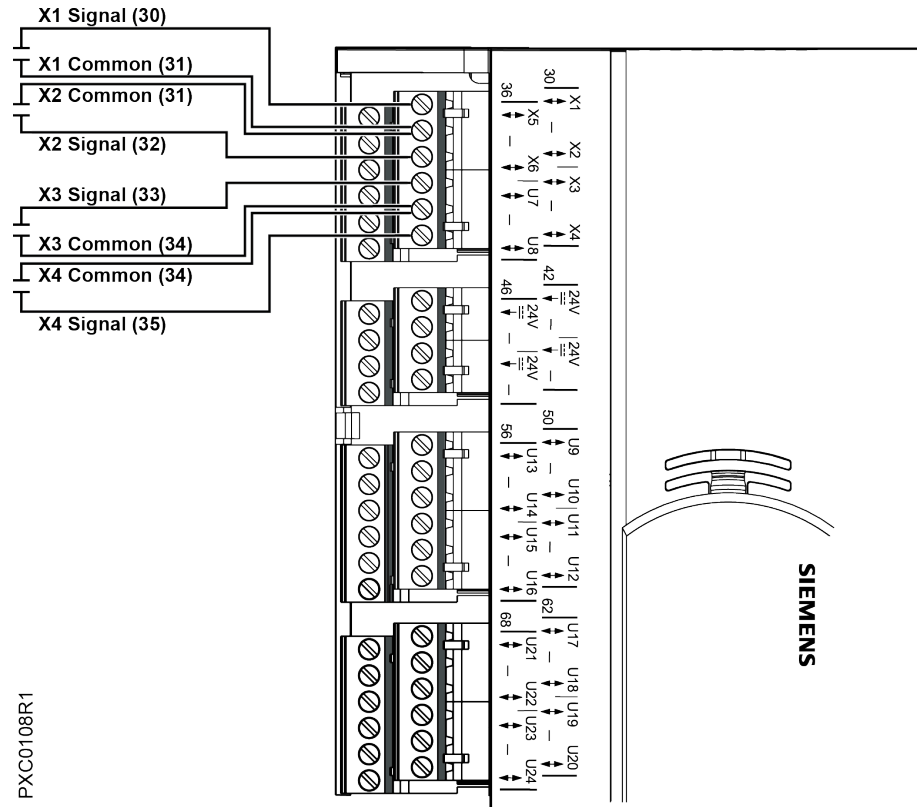 X1 Signal (30)
X1 Common (31)
X2 Common (31)
X2 Signal (32)
X3 Signal (33)
X3 Common (34)
X4 Common (34)
X4 Signal (35)
30
X1
–
X2
X3
–
X4
36
X5
–
X6
U7
–
U8
42
24V
–
24V
–
46
24V
–
24V
–
50
U9
–
U10
U11
–
U12
56
U13
–
U14
U15
–
U16
62
U17
–
U18
U19
–
U20
68
U21
–
U22
U23
–
U24
SIEMENS
PXC0108R1